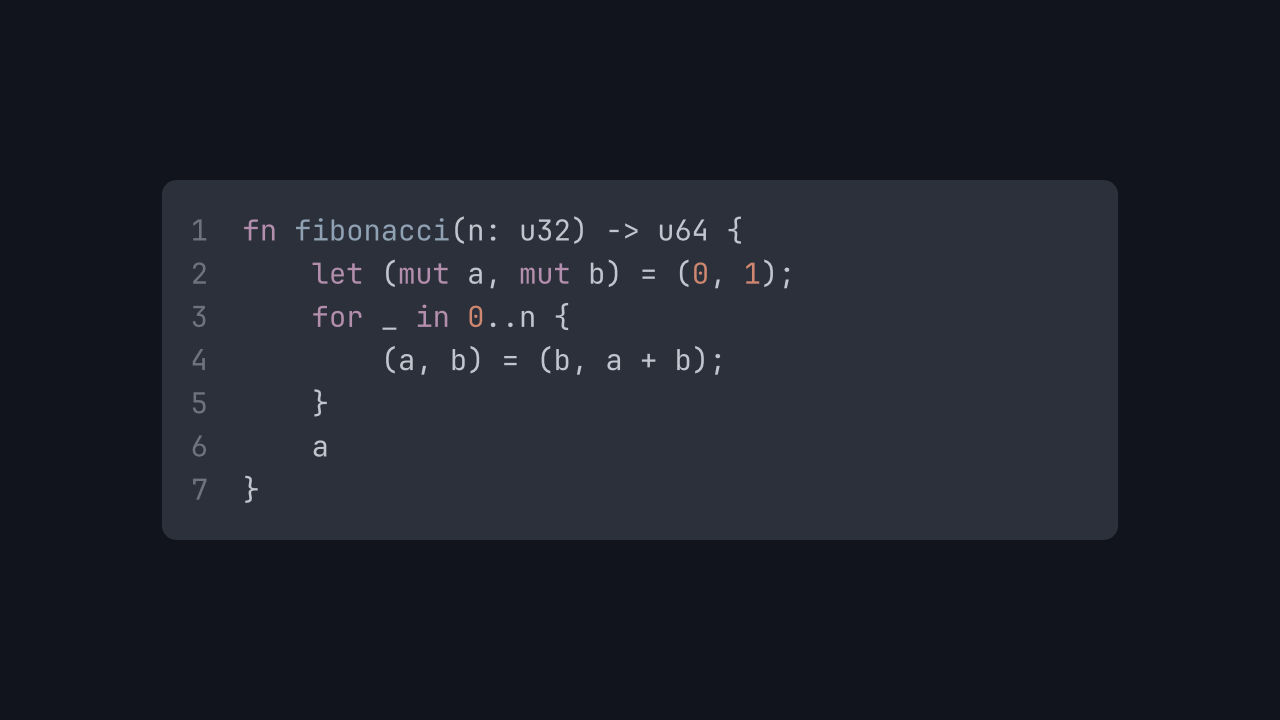 1 fn fibonacci(n: u32) -> u64 {
2     let (mut a, mut b) = (0, 1);
3     for _ in 0..n {
4         (a, b) = (b, a + b);
5     }
6     a
7 }